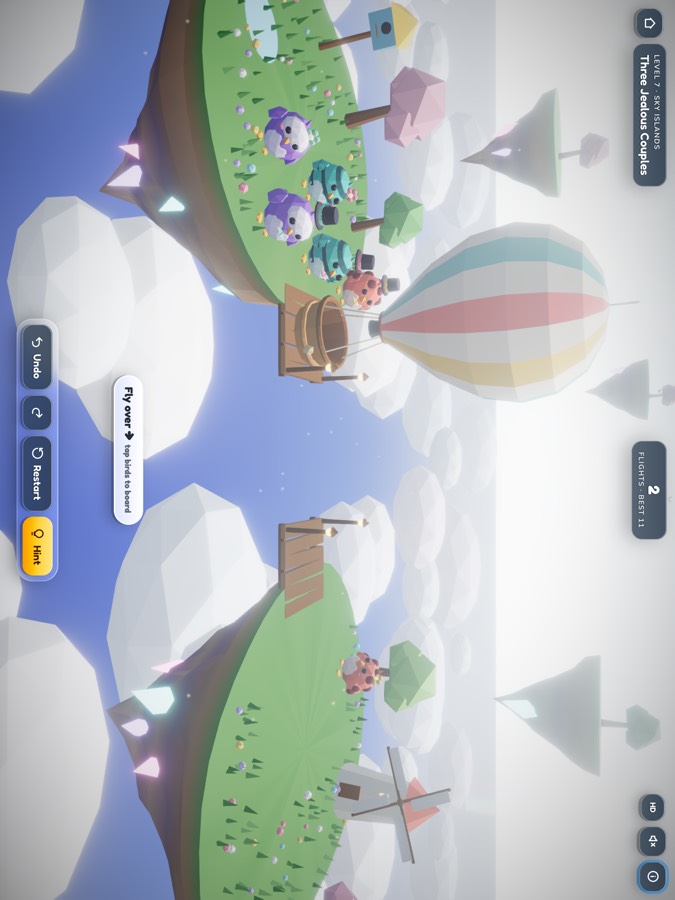 LEVEL 7 · SKY ISLANDS
Three Jealous Couples
2
FLIGHTS · BEST 11
HD
Fly over → tap birds to board
Undo
Restart
Hint